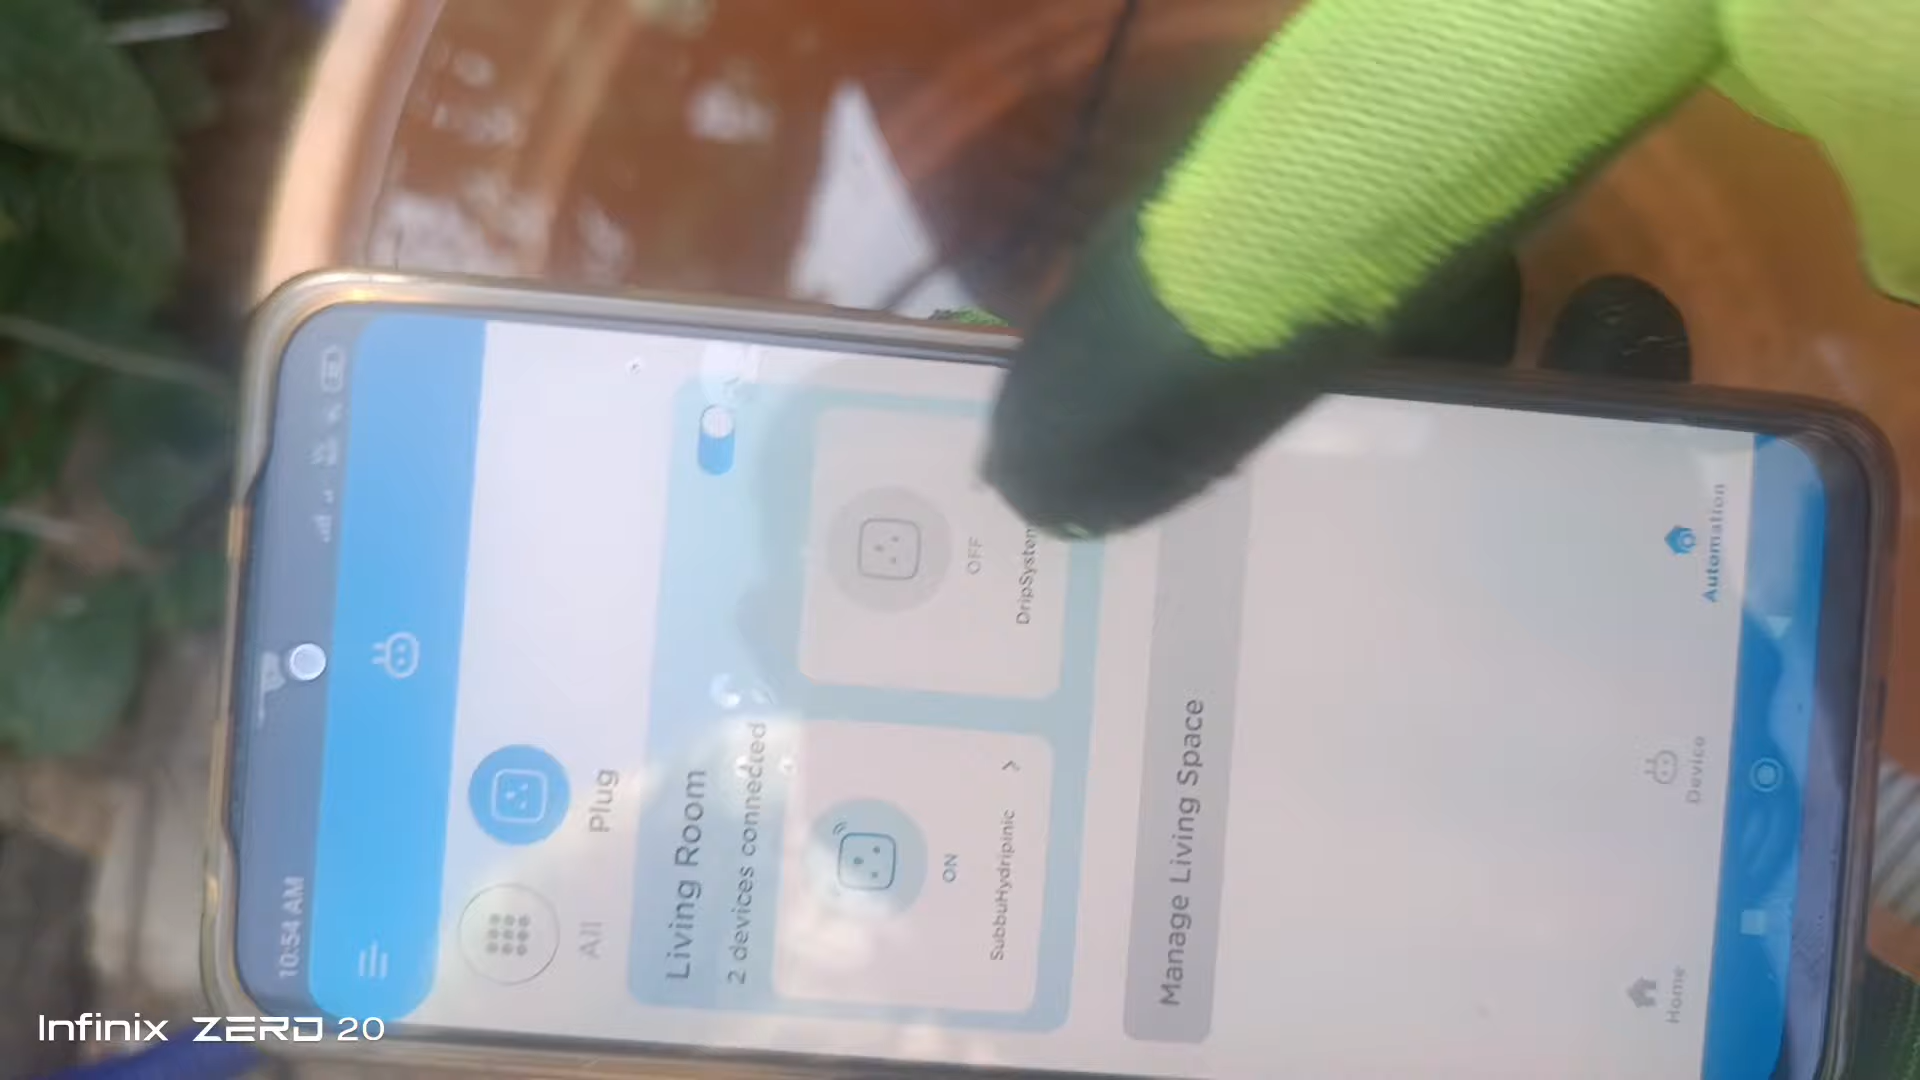 10:54 AM
All
Plug
Living Room
2 devices connected
ON
OFF
SubbuHydripinic
DripSystem
Manage Living Space
Home
Device
Automation
Infinix ZERO 20